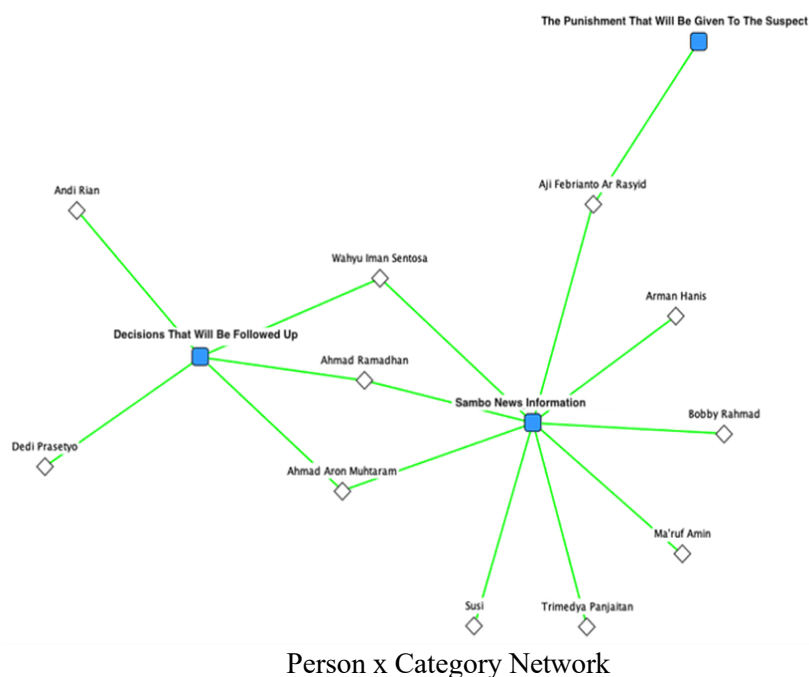 The Punishment That Will Be Given To The Suspect
Aji Febrianto Ar Rasyid
Andi Rian
Wahyu Iman Sentosa
Arman Hanis
Decisions That Will Be Followed Up
Ahmad Ramadhan
Sambo News Information
Bobby Rahmad
Dedi Prasetyo
Ahmad Aron Muhtaram
Ma'ruf Amin
Susi
Trimedya Panjaitan
Person x Category Network